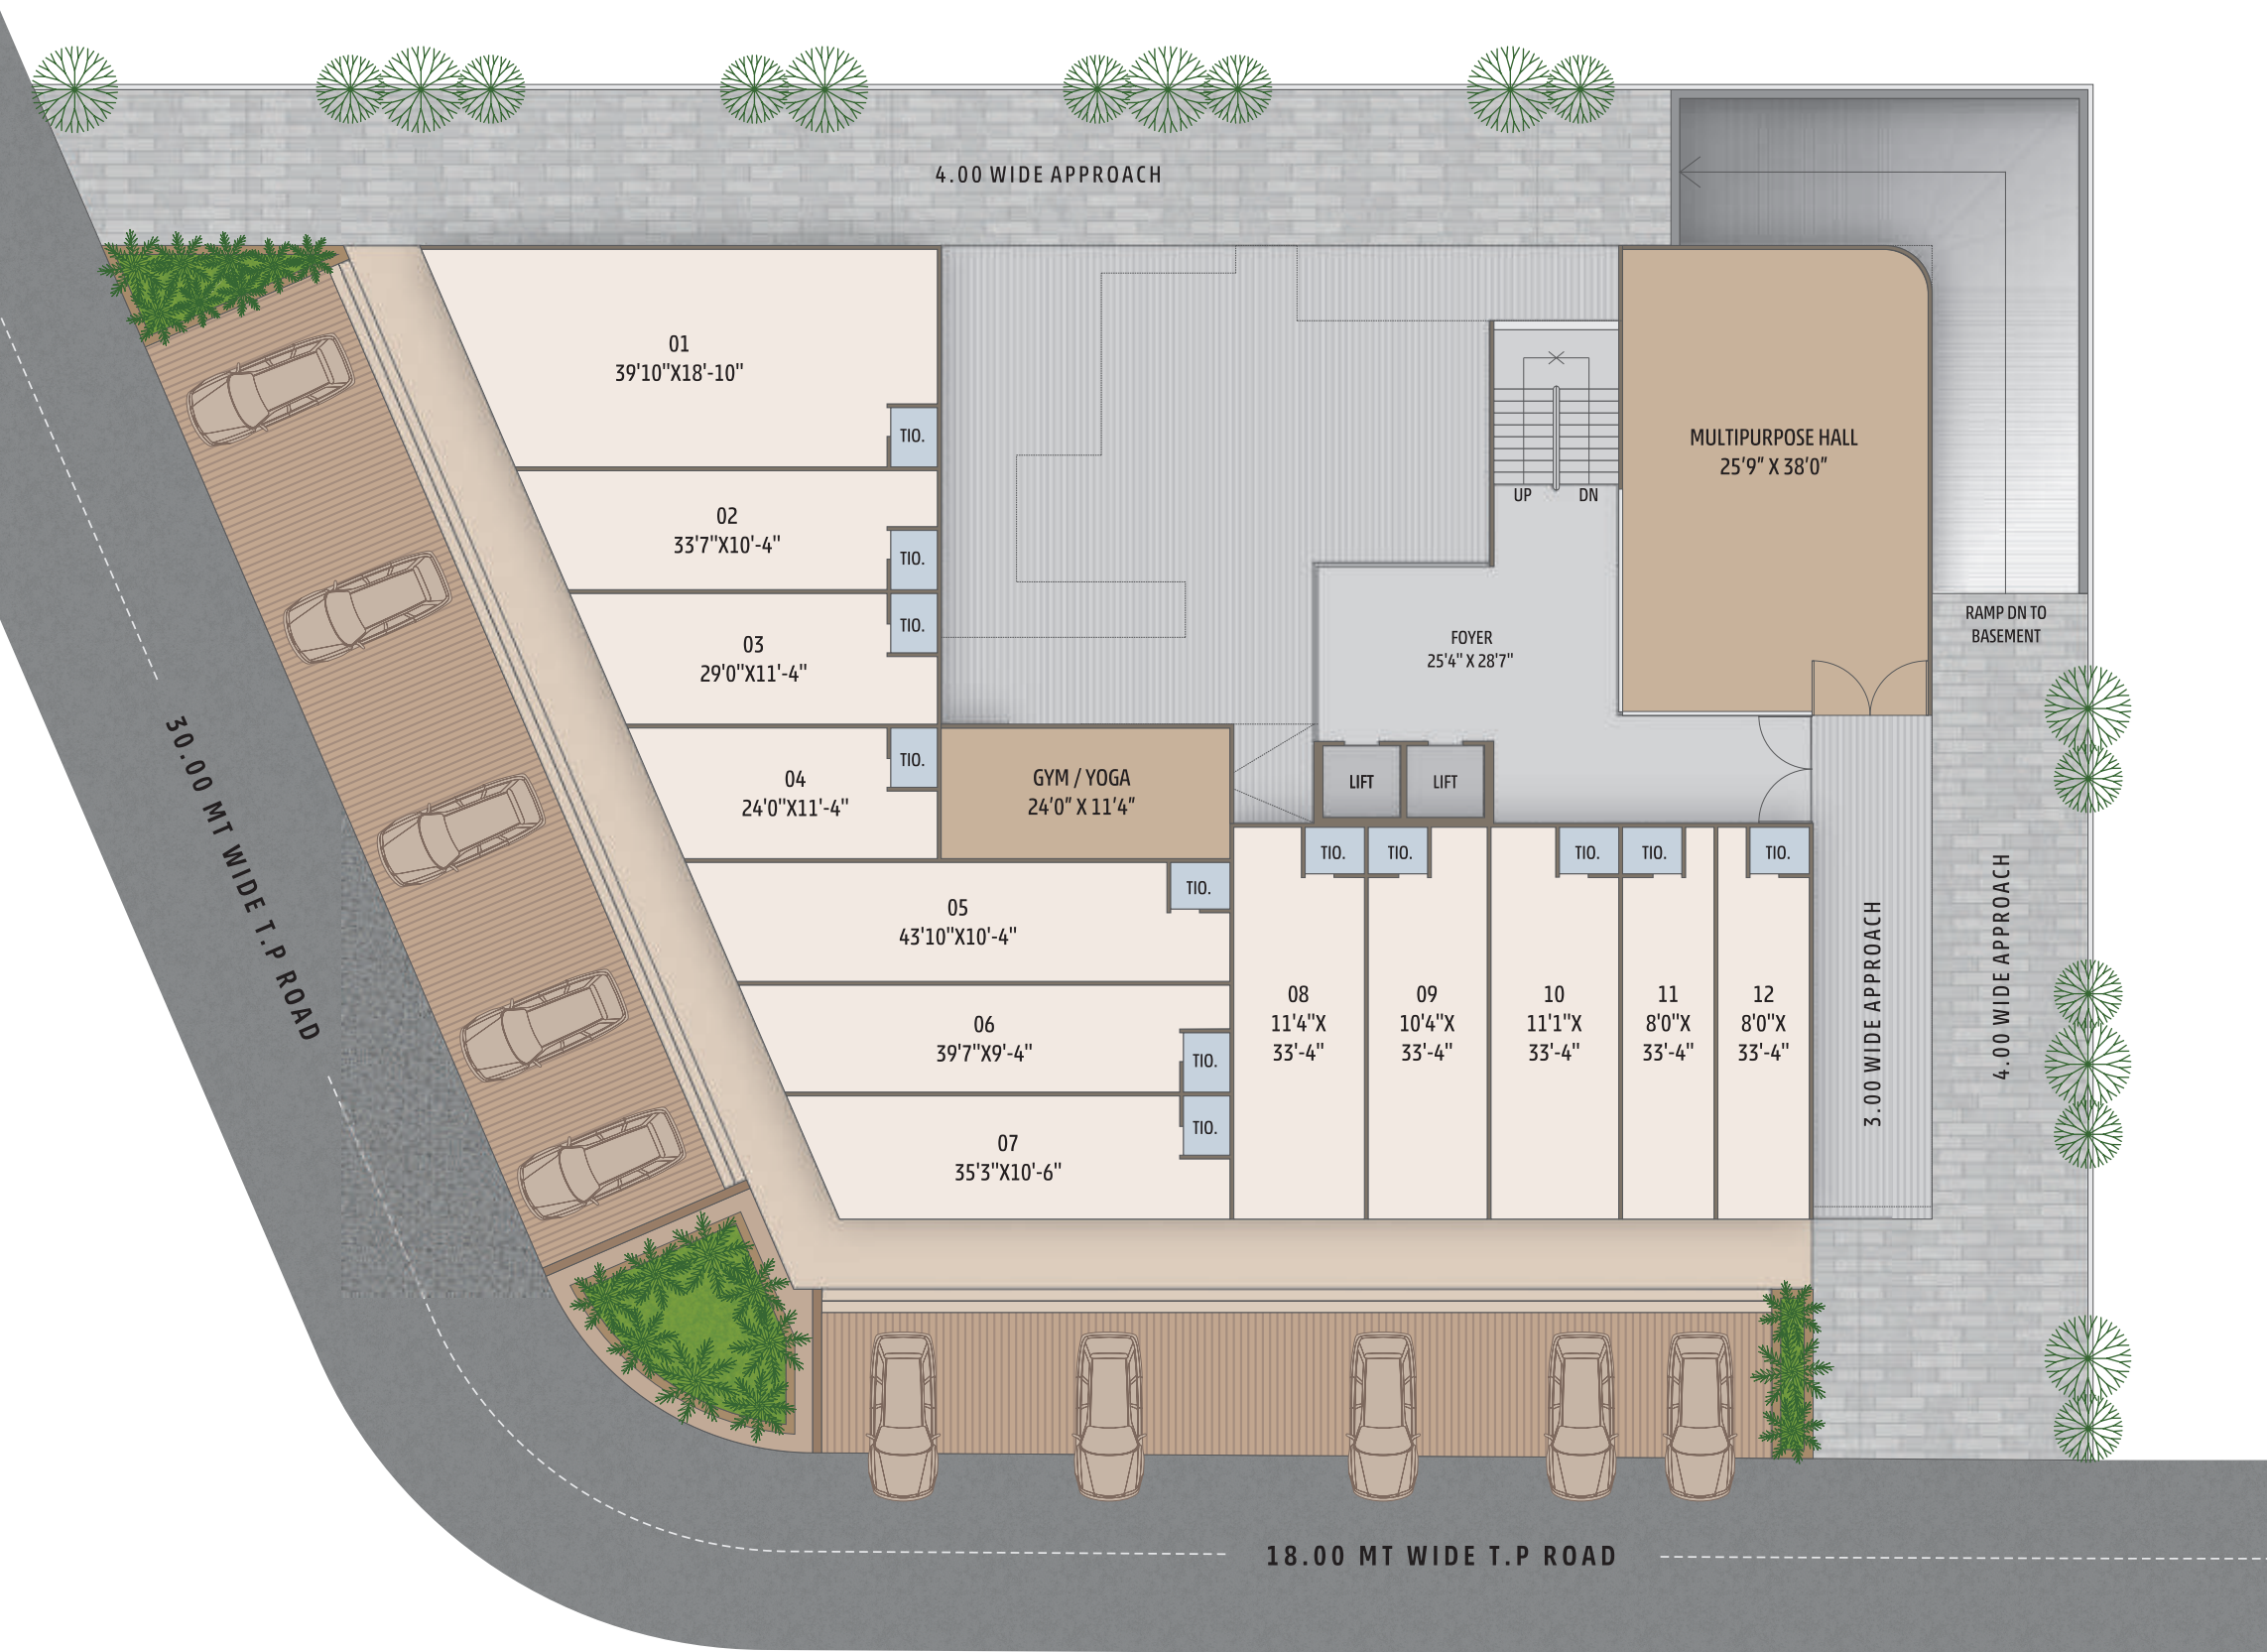 4.00 WIDE APPROACH
01
39'10"X18'-10"
TIO.
02
33'7"X10'-4"
TIO.
03
29'0"X11'-4"
TIO.
04
24'0"X11'-4"
TIO.
GYM / YOGA
24'0" X 11'4"
05
43'10"X10'-4"
TIO.
06
39'7"X9'-4"
TIO.
07
35'3"X10'-6"
TIO.
UP
DN
MULTIPURPOSE HALL
25'9" X 38'0"
FOYER
25'4" X 28'7"
RAMP DN TO
BASEMENT
LIFT
LIFT
TIO.
TIO.
TIO.
TIO.
TIO.
08
11'4"X
33'-4"
09
10'4"X
33'-4"
10
11'1"X
33'-4"
11
8'0"X
33'-4"
12
8'0"X
33'-4"
3.00 WIDE APPROACH
4.00 WIDE APPROACH
30.00 MT WIDE T.P ROAD
18.00 MT WIDE T.P ROAD